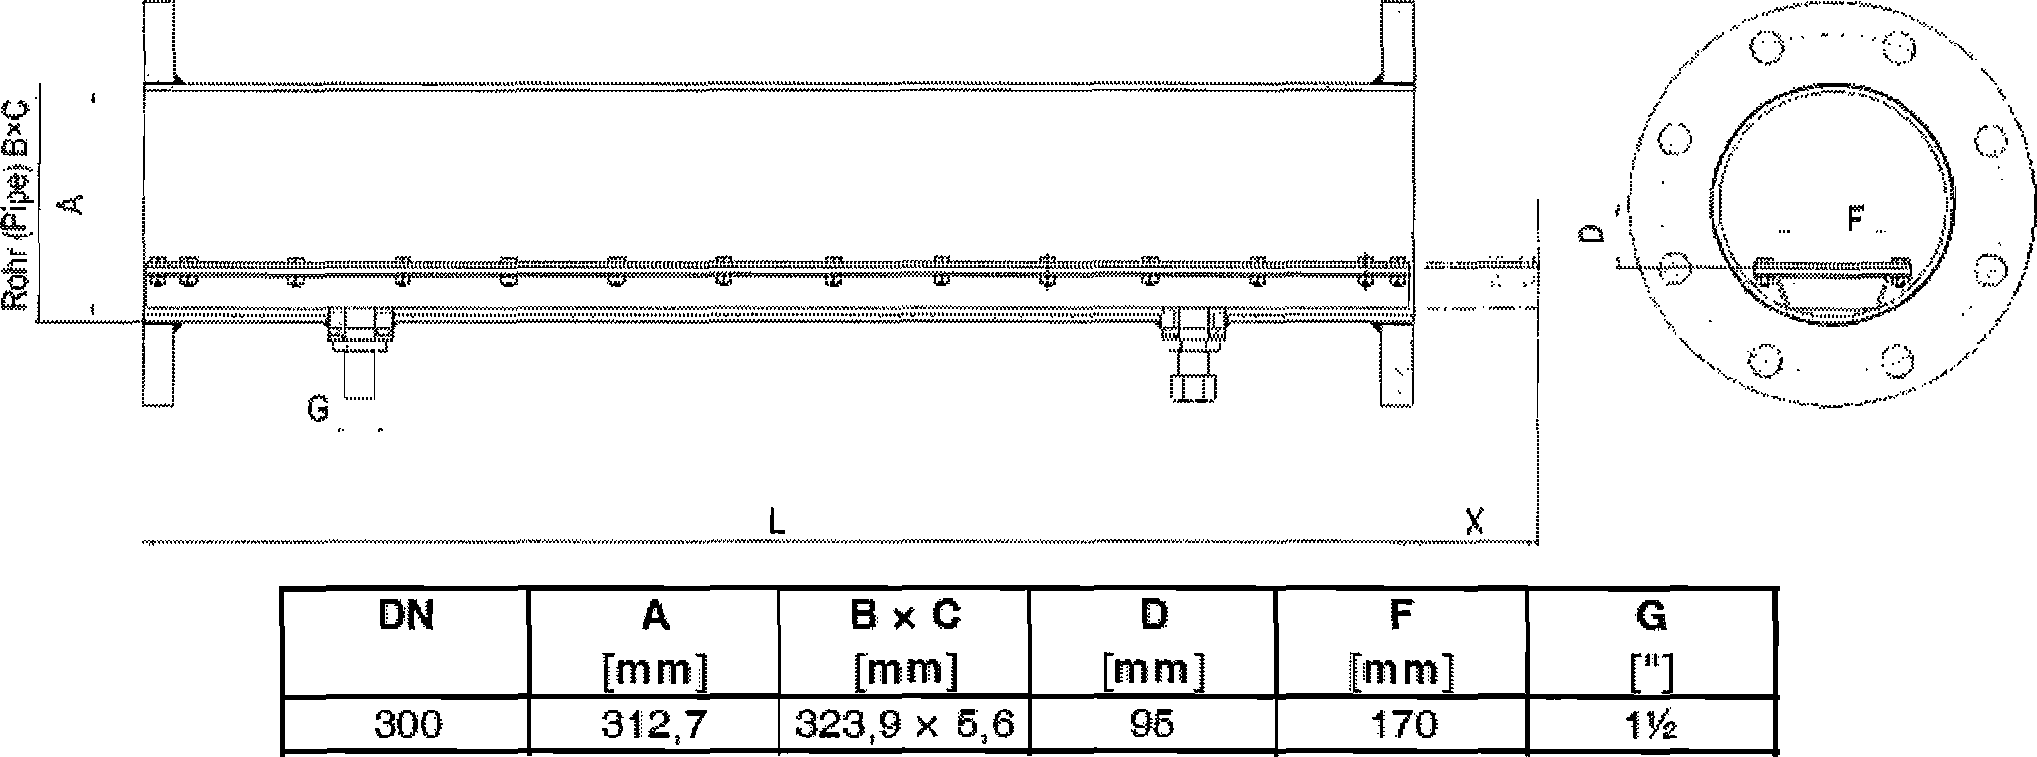 Rohr (Pipe) B×C
A
G
L
X
D
F
DN A B × C D F G
[mm] [mm] [mm] [mm] ["]
300 312,7 323,9 × 5,6 95 170 1½